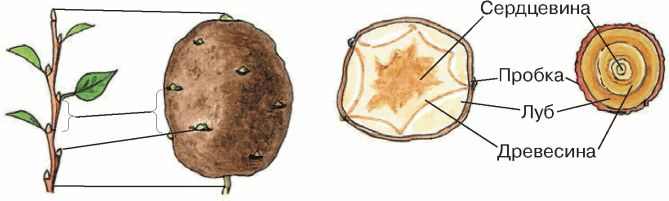 Сердцевина
Пробка
Луб
Древесина